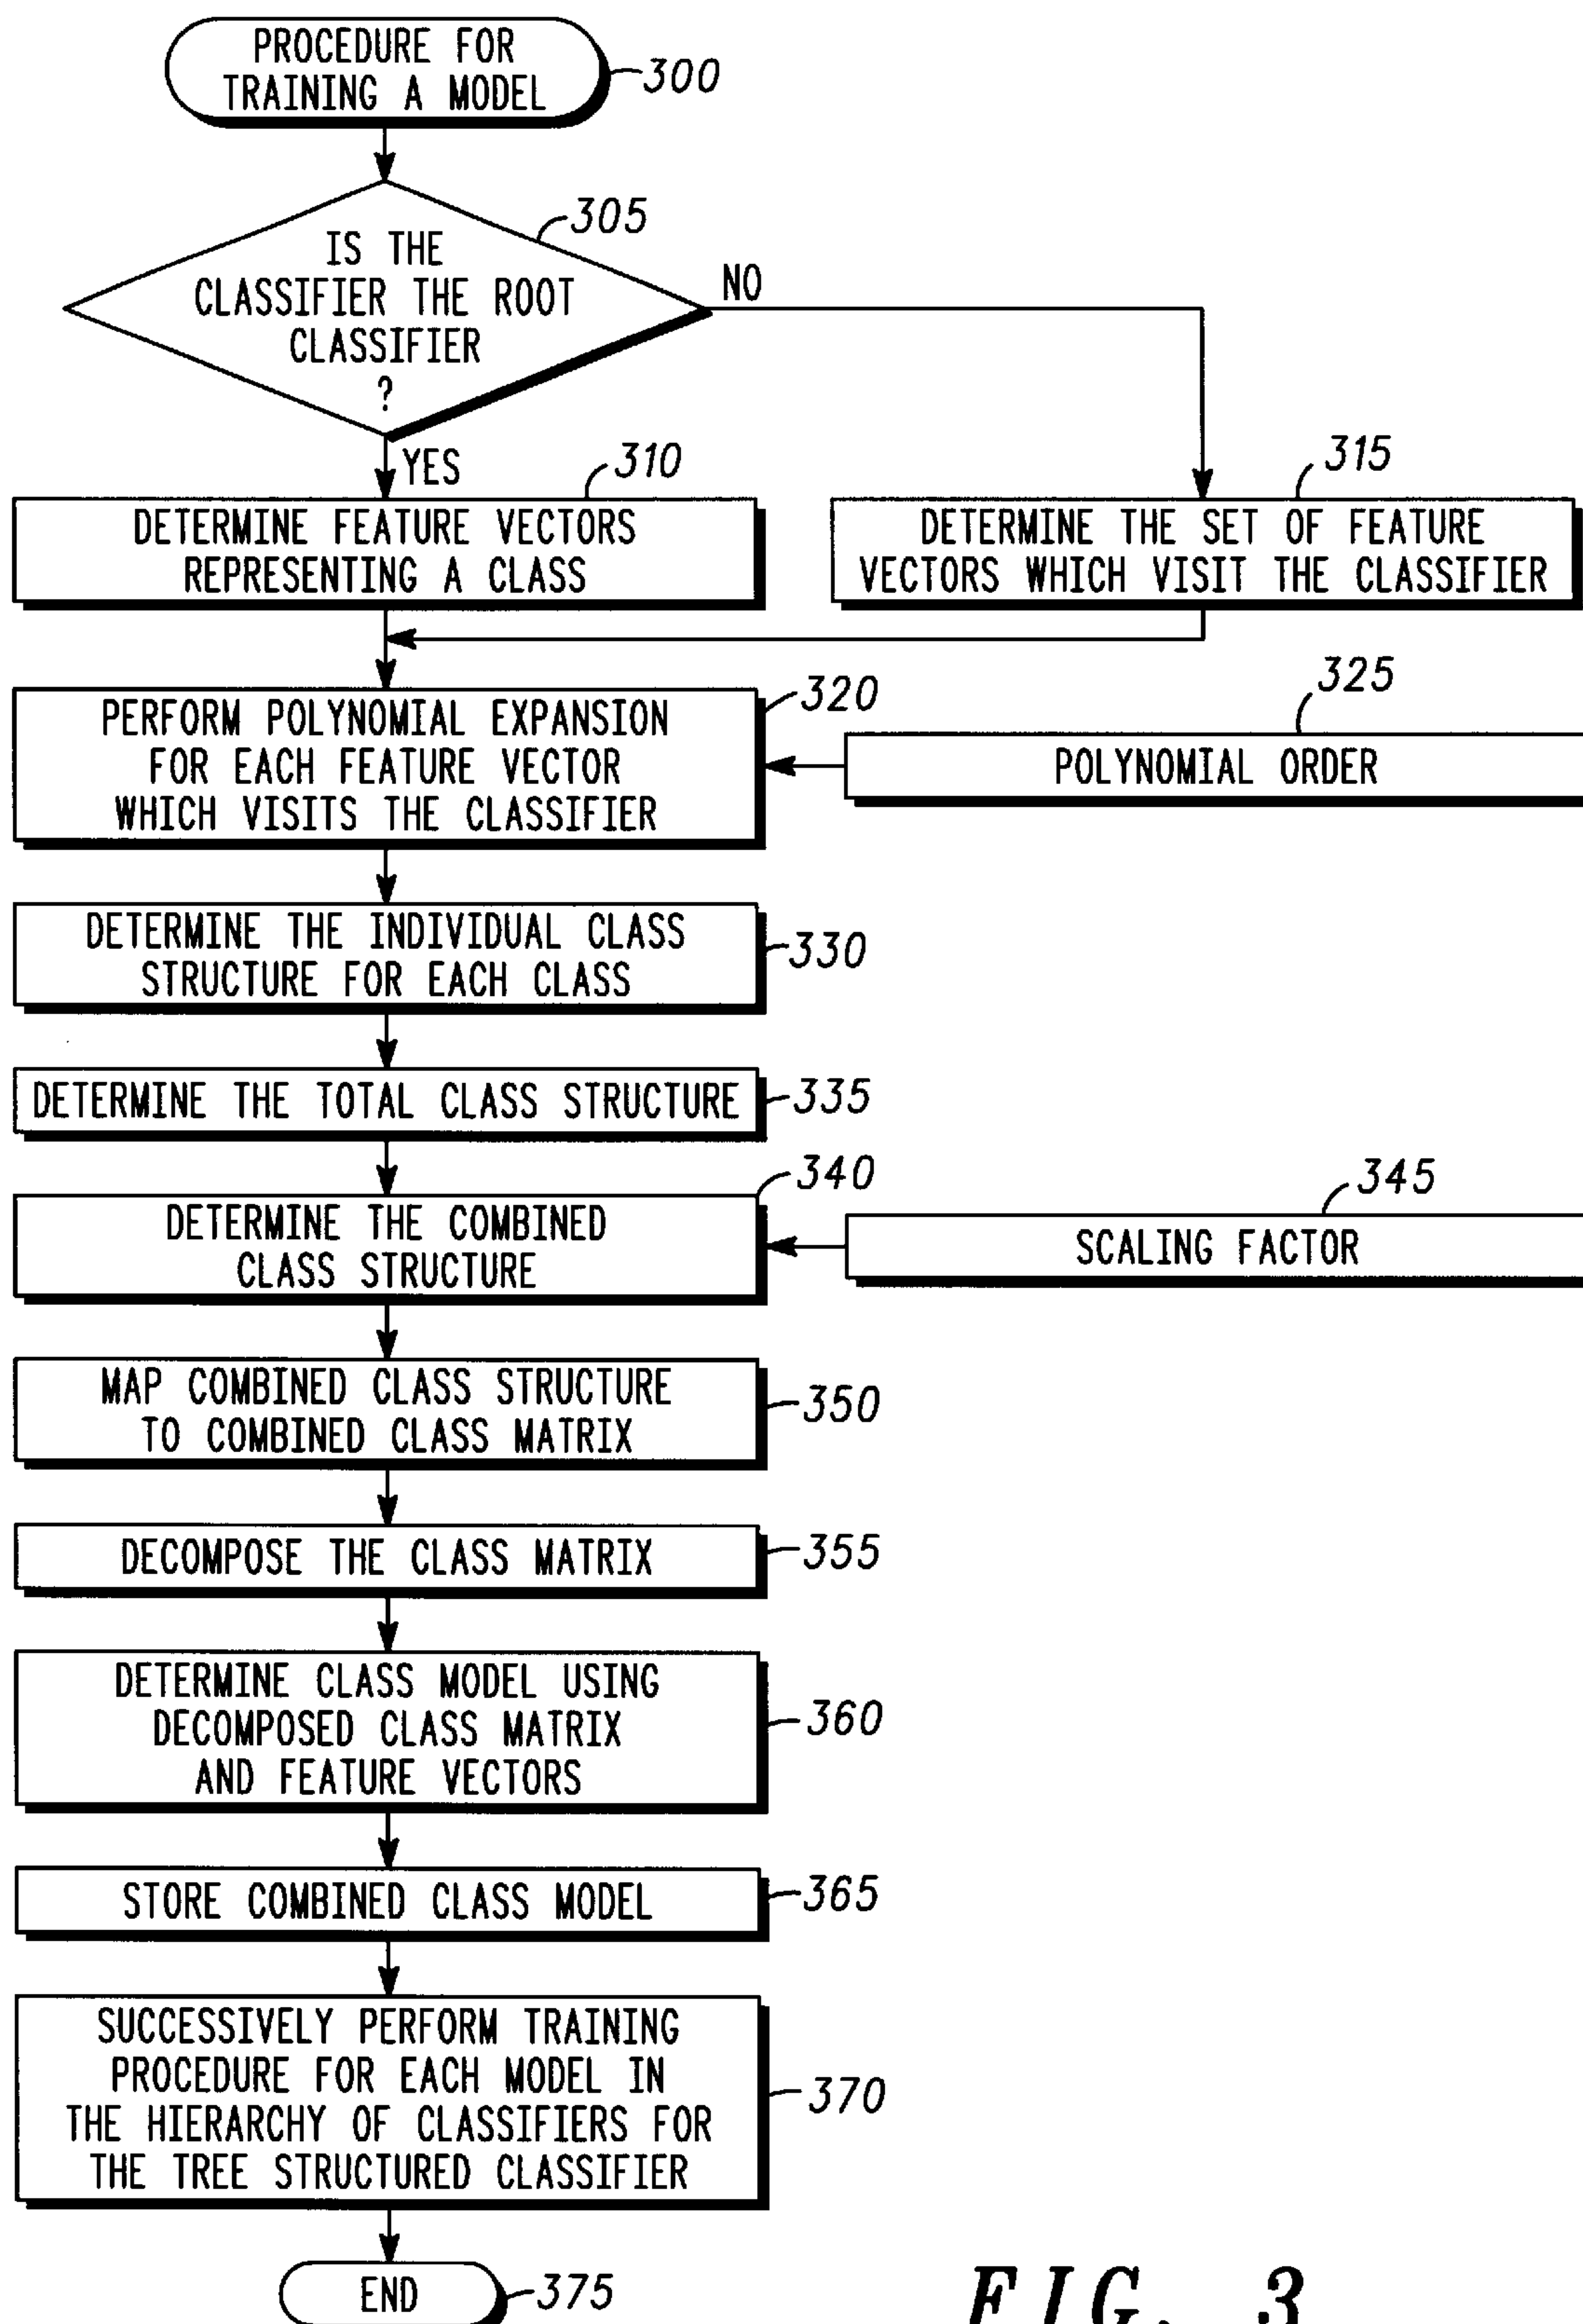 PROCEDURE FOR
TRAINING A MODEL
300
305
IS THE
CLASSIFIER THE ROOT
CLASSIFIER
?
NO
YES
310
315
DETERMINE FEATURE VECTORS
REPRESENTING A CLASS
DETERMINE THE SET OF FEATURE
VECTORS WHICH VISIT THE CLASSIFIER
320
325
PERFORM POLYNOMIAL EXPANSION
FOR EACH FEATURE VECTOR
WHICH VISITS THE CLASSIFIER
POLYNOMIAL ORDER
DETERMINE THE INDIVIDUAL CLASS
STRUCTURE FOR EACH CLASS
330
DETERMINE THE TOTAL CLASS STRUCTURE
335
340
345
DETERMINE THE COMBINED
CLASS STRUCTURE
SCALING FACTOR
MAP COMBINED CLASS STRUCTURE
TO COMBINED CLASS MATRIX
350
DECOMPOSE THE CLASS MATRIX
355
DETERMINE CLASS MODEL USING
DECOMPOSED CLASS MATRIX
AND FEATURE VECTORS
360
STORE COMBINED CLASS MODEL
365
SUCCESSIVELY PERFORM TRAINING
PROCEDURE FOR EACH MODEL IN
THE HIERARCHY OF CLASSIFIERS FOR
THE TREE STRUCTURED CLASSIFIER
370
END
375
FIG. 3